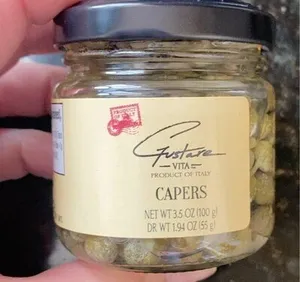 Gustare
VITA
PRODUCT OF ITALY
CAPERS
NET WT 3.5 OZ (100 g)
DR WT 1.94 OZ (55 g)